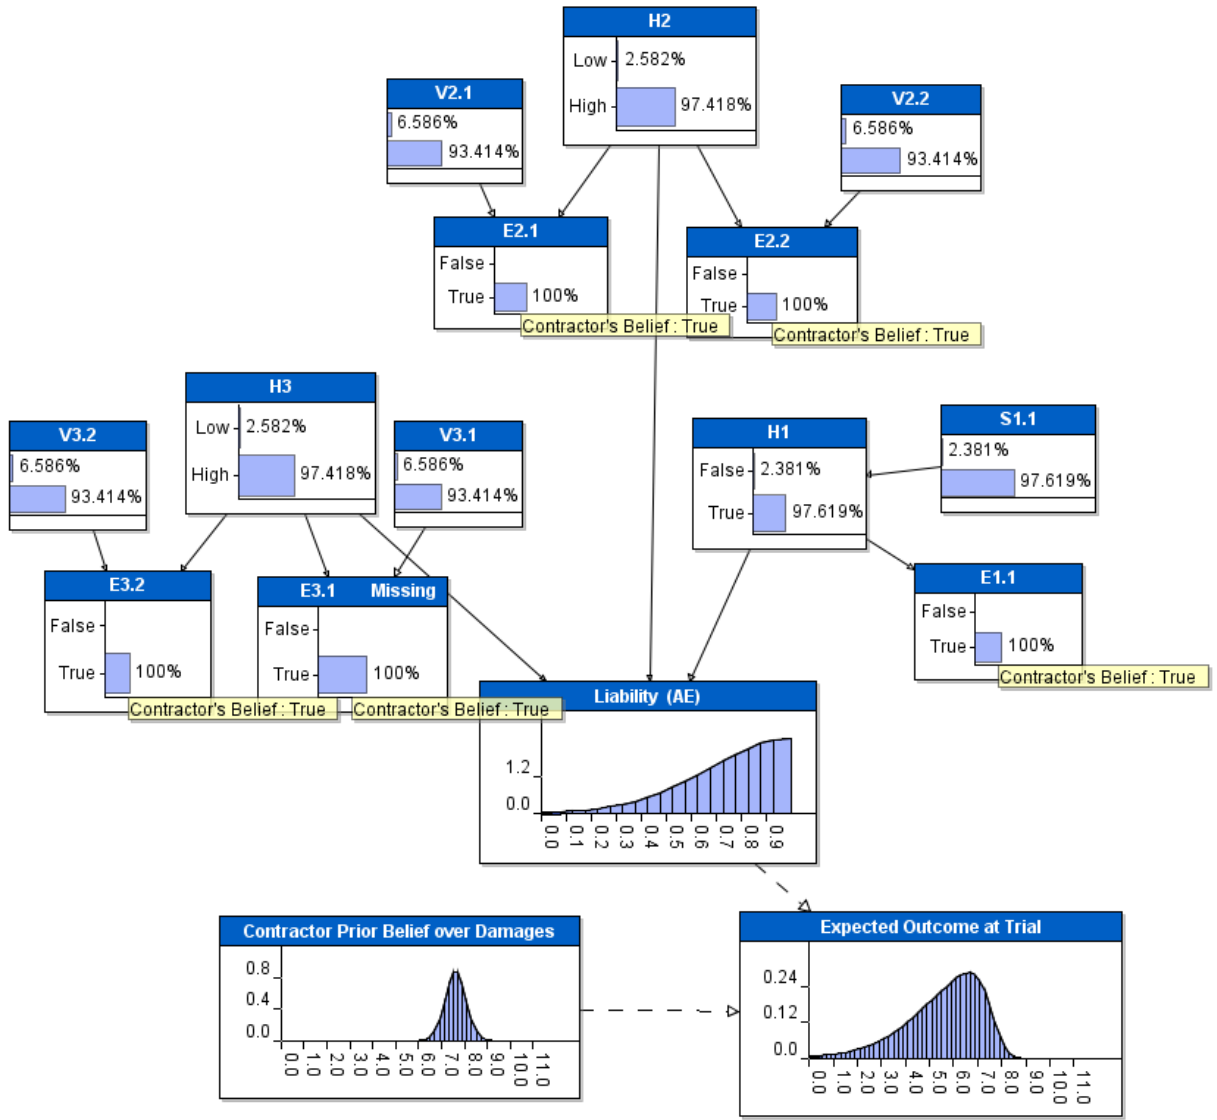 H2
Low 2.582%
High 97.418%
V2.1
6.586%
93.414%
V2.2
6.586%
93.414%
E2.1
False
True 100%
Contractor's Belief : True
E2.2
False
True 100%
Contractor's Belief : True
H3
Low 2.582%
High 97.418%
V3.2
6.586%
93.414%
V3.1
6.586%
93.414%
H1
False 2.381%
True 97.619%
S1.1
2.381%
97.619%
E3.2
False
True 100%
Contractor's Belief : True
E3.1 Missing
False
True 100%
Contractor's Belief : True
E1.1
False
True 100%
Contractor's Belief : True
Liability (AE)
1.2
0.0
0.0 0.1 0.2 0.3 0.4 0.5 0.6 0.7 0.8 0.9
Contractor Prior Belief over Damages
0.8
0.4
0.0
0.0 1.0 2.0 3.0 4.0 5.0 6.0 7.0 8.0 9.0 10.0 11.0
Expected Outcome at Trial
0.24
0.12
0.0
0.0 1.0 2.0 3.0 4.0 5.0 6.0 7.0 8.0 9.0 10.0 11.0